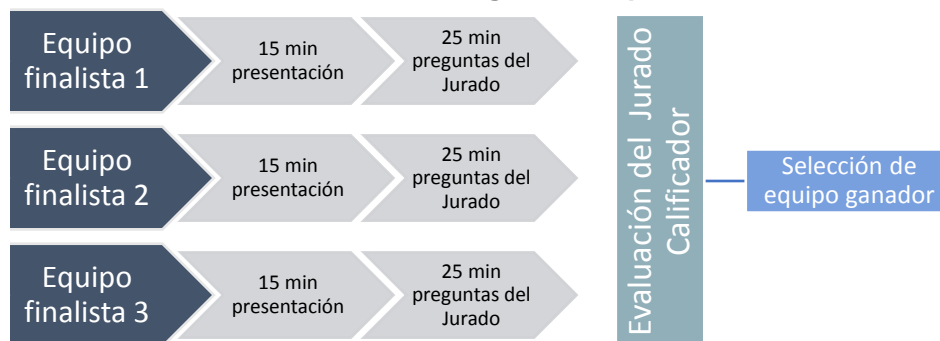 Equipo
finalista 1
15 min
presentación
25 min
preguntas del
Jurado
Equipo
finalista 2
15 min
presentación
25 min
preguntas del
Jurado
Equipo
finalista 3
15 min
presentación
25 min
preguntas del
Jurado
Evaluación del Jurado
Calificador
Selección de
equipo ganador